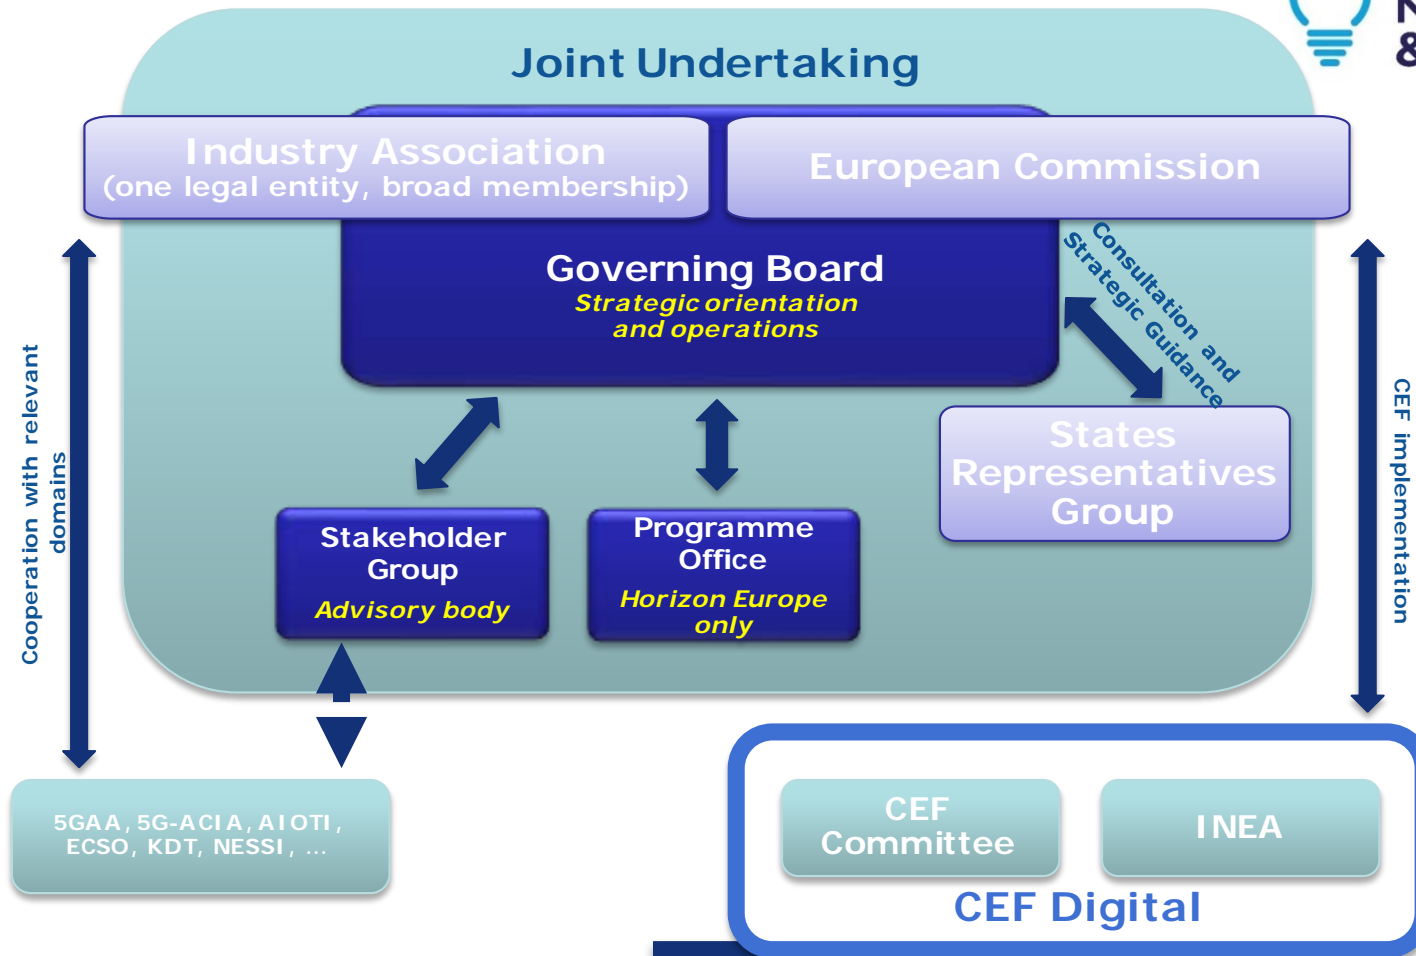 &
Joint Undertaking
Industry Association
(one legal entity, broad membership)
European Commission
Governing Board
Strategic orientation
and operations
Consultation and
Strategic Guidance
Cooperation with relevant
domains
CEF implementation
States
Representatives
Group
Stakeholder
Group
Advisory body
Programme
Office
Horizon Europe
only
5GAA, 5G-ACIA, AIOTI,
ECSO, KDT, NESSI, ...
CEF
Committee
INEA
CEF Digital